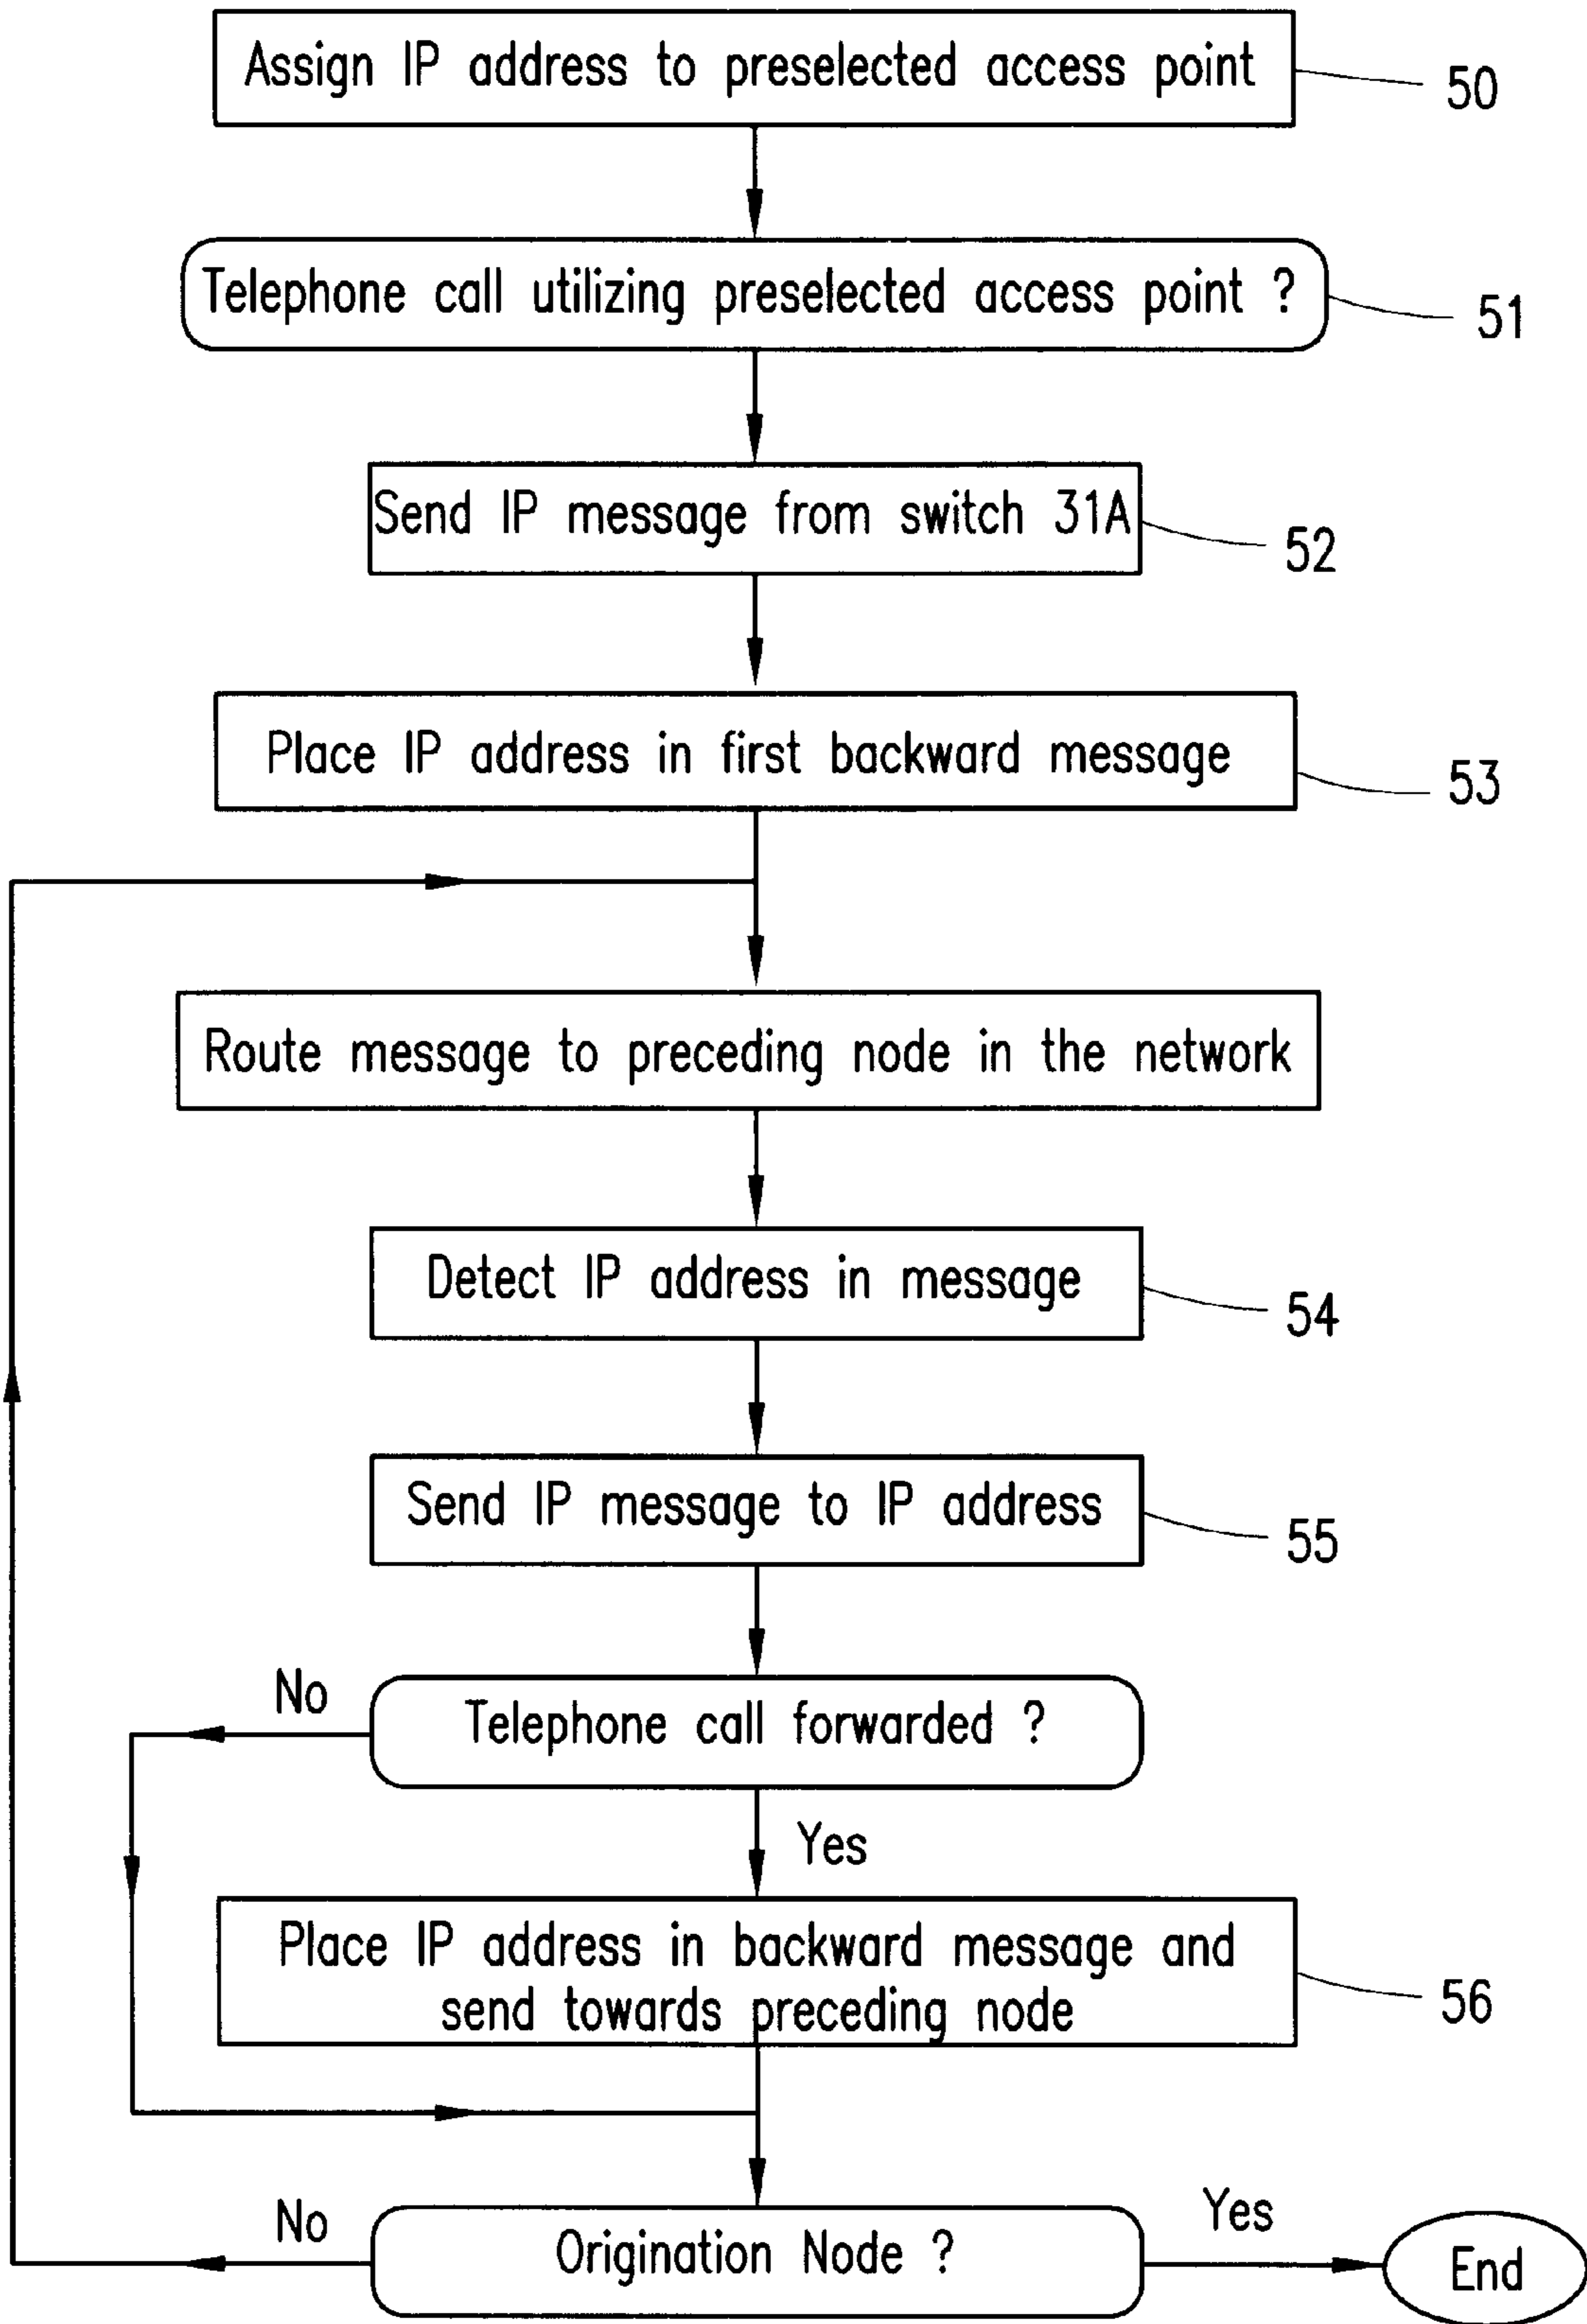 Assign IP address to preselected access point
50
Telephone call utilizing preselected access point ?
51
Send IP message from switch 31A
52
Place IP address in first backward message
53
Route message to preceding node in the network
Detect IP address in message
54
Send IP message to IP address
55
No
Telephone call forwarded ?
Yes
Place IP address in backward message and
send towards preceding node
56
No
Origination Node ?
Yes
End